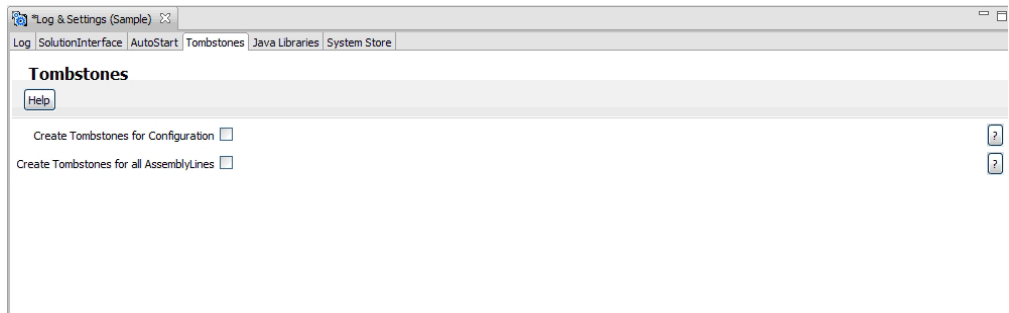 *Log & Settings (Sample)
Log SolutionInterface AutoStart Tombstones Java Libraries System Store
Tombstones
Help
Create Tombstones for Configuration ?
Create Tombstones for all AssemblyLines ?